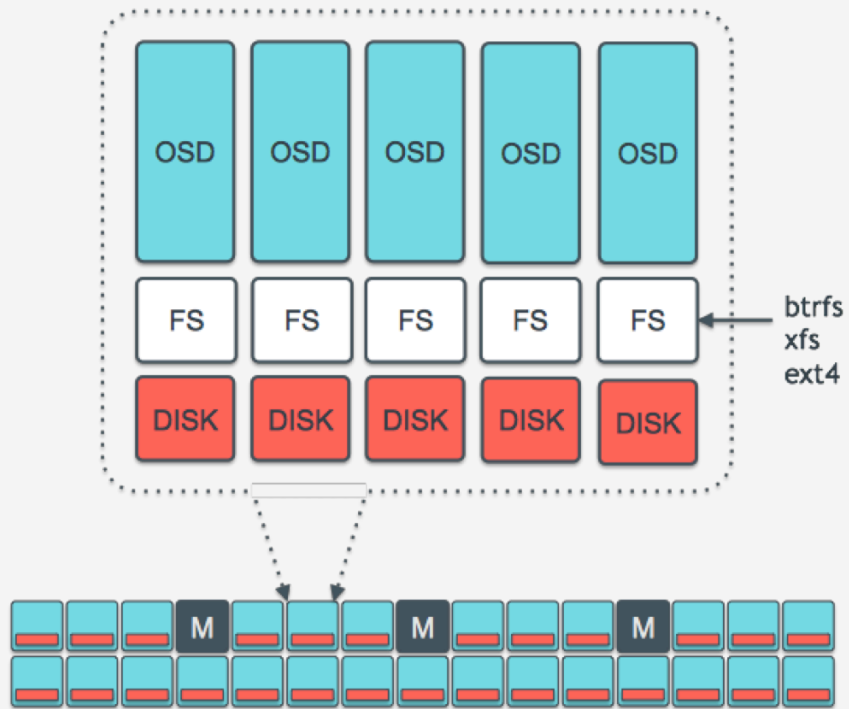 OSD OSD OSD OSD OSD
FS FS FS FS FS
btrfs
xfs
ext4
DISK DISK DISK DISK DISK
M M M